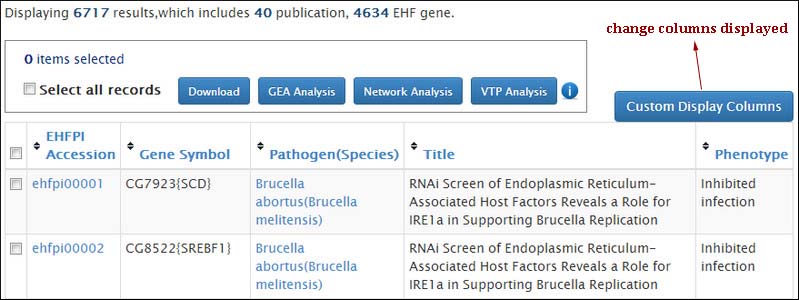 Displaying 6717 results,which includes 40 publication, 4634 EHF gene.
change columns displayed
0 items selected
Select all records Download GEA Analysis Network Analysis VTP Analysis i
Custom Display Columns
EHFPI Accession Gene Symbol Pathogen(Species) Title Phenotype
ehfpi00001 CG7923{SCD} Brucella RNAi Screen of Endoplasmic Reticulum- Inhibited
abortus(Brucella Associated Host Factors Reveals a Role for infection
melitensis) IRE1a in Supporting Brucella Replication
ehfpi00002 CG8522{SREBF1} Brucella RNAi Screen of Endoplasmic Reticulum- Inhibited
abortus(Brucella Associated Host Factors Reveals a Role for infection
melitensis) IRE1a in Supporting Brucella Replication